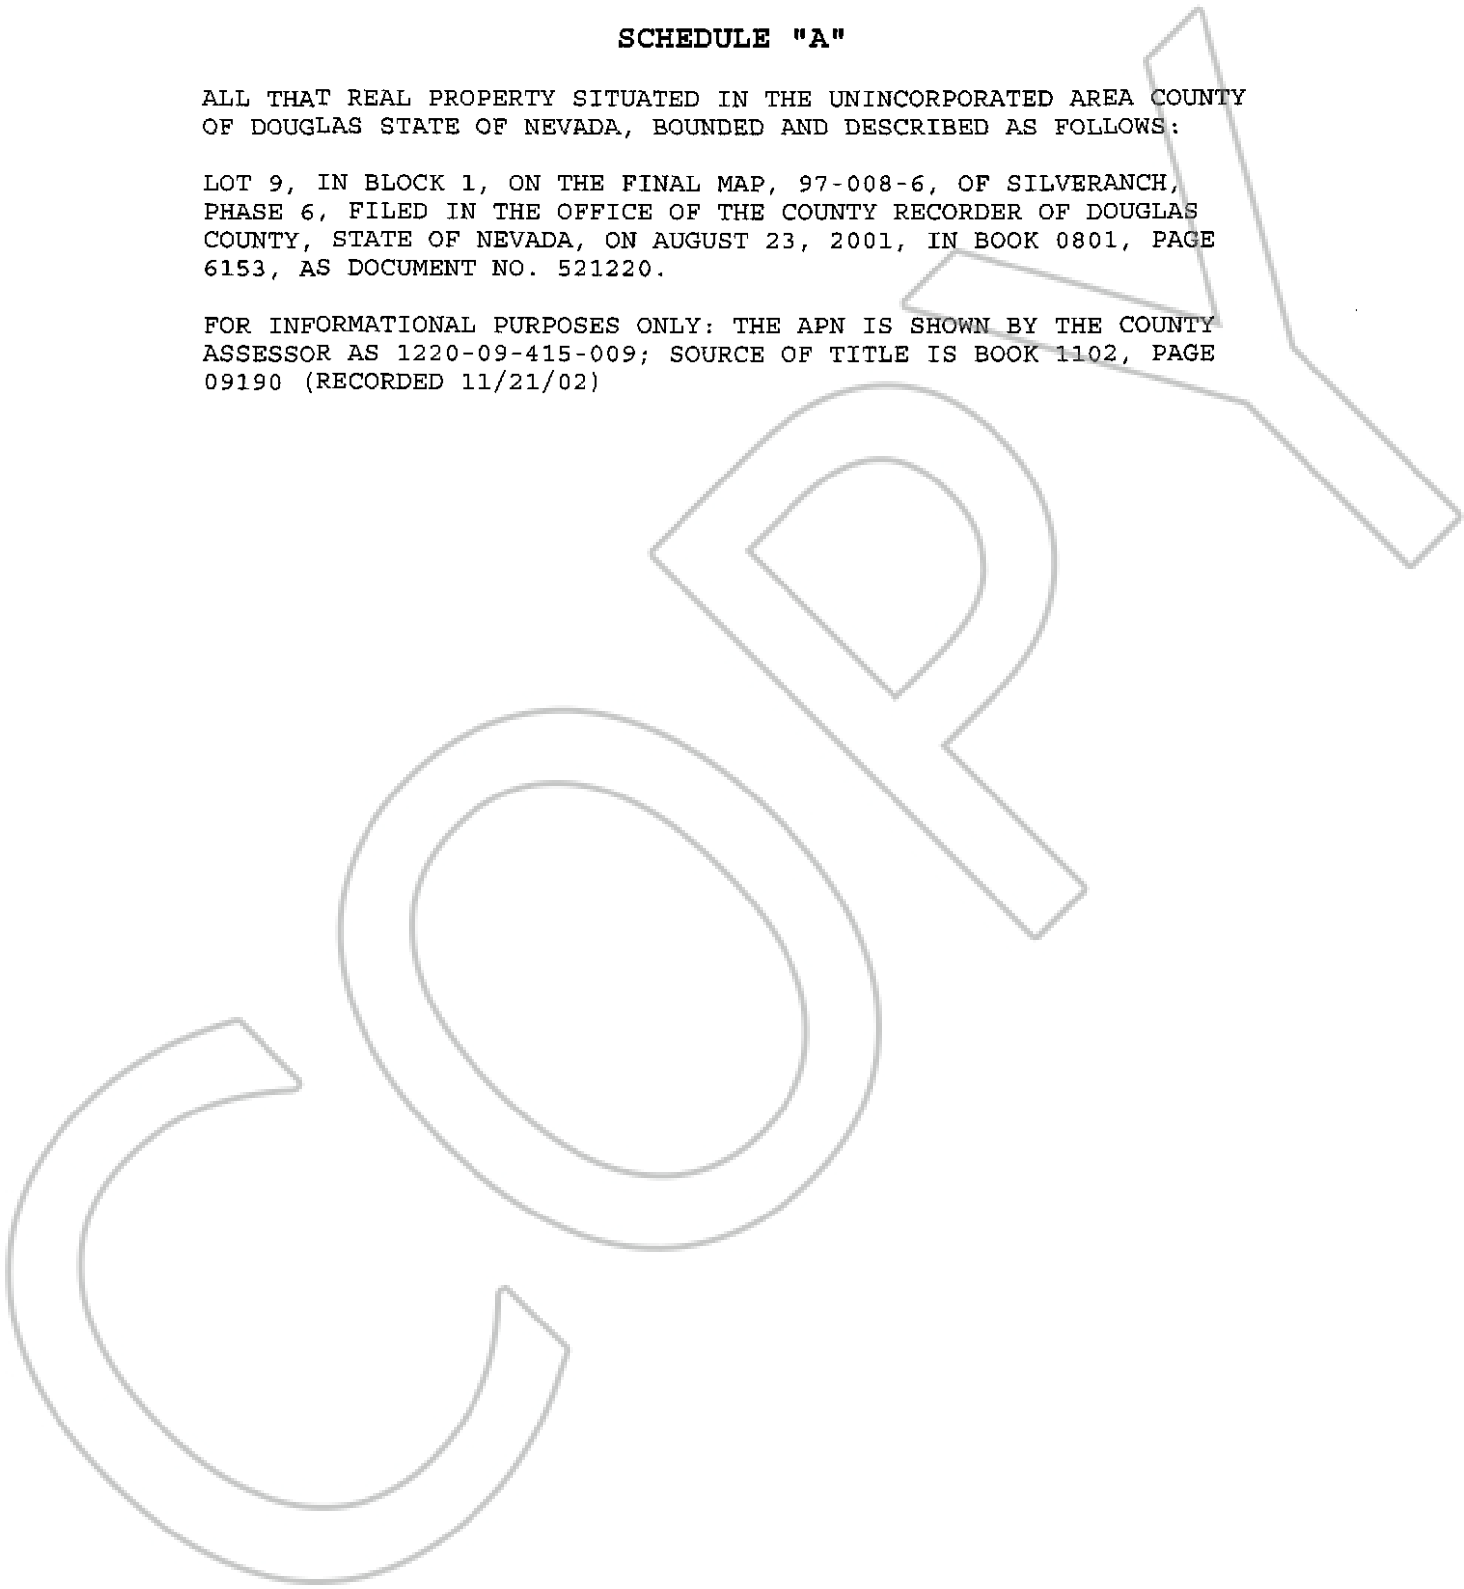 SCHEDULE "A"
ALL THAT REAL PROPERTY SITUATED IN THE UNINCORPORATED AREA COUNTY
OF DOUGLAS STATE OF NEVADA, BOUNDED AND DESCRIBED AS FOLLOWS:
LOT 9, IN BLOCK 1, ON THE FINAL MAP, 97-008-6, OF SILVERANCH,
PHASE 6, FILED IN THE OFFICE OF THE COUNTY RECORDER OF DOUGLAS
COUNTY, STATE OF NEVADA, ON AUGUST 23, 2001, IN BOOK 0801, PAGE
6153, AS DOCUMENT NO. 521220.
FOR INFORMATIONAL PURPOSES ONLY: THE APN IS SHOWN BY THE COUNTY
ASSESSOR AS 1220-09-415-009; SOURCE OF TITLE IS BOOK 1102, PAGE
09190 (RECORDED 11/21/02)
COPY